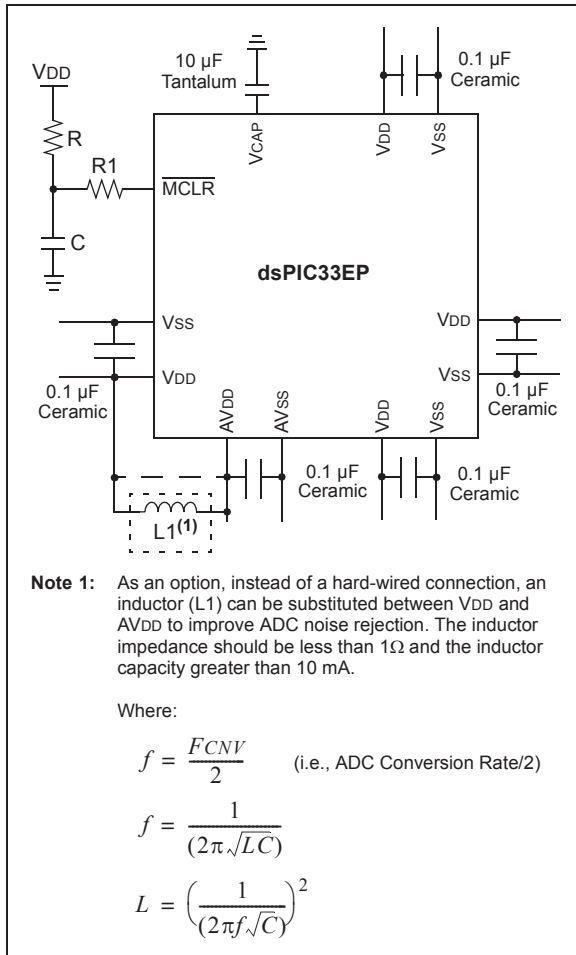 VDD
10 µF
Tantalum
0.1 µF
Ceramic
R
R1
C
MCLR
VCAP
VDD
VSS
dsPIC33EP
VSS
VDD
VDD
VSS
0.1 µF
Ceramic
0.1 µF
Ceramic
AVDD
AVSS
VDD
VSS
0.1 µF
Ceramic
0.1 µF
Ceramic
L1(1)
Note 1: As an option, instead of a hard-wired connection, an
inductor (L1) can be substituted between VDD and
AVDD to improve ADC noise rejection. The inductor
impedance should be less than 1Ω and the inductor
capacity greater than 10 mA.
Where:
f = FCNV / 2 (i.e., ADC Conversion Rate/2)
f = 1 / (2π√LC)
L = (1 / (2πf√C))²